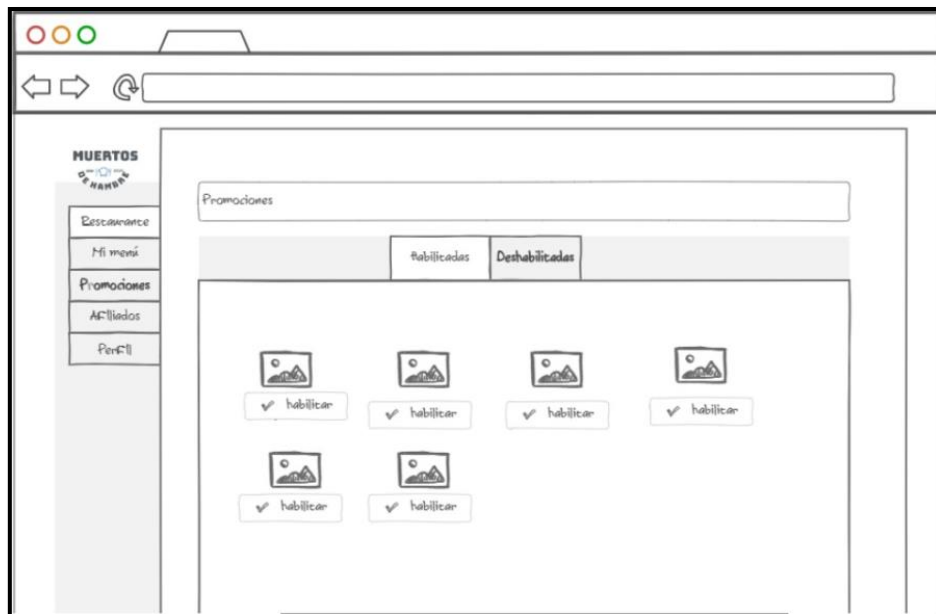 MUERTOS
DE HAMBRE
Restaurante
Mi menú
Promociones
Afiliados
Perfil
Promociones
Habilitadas
Deshabilitadas
habilitar
habilitar
habilitar
habilitar
habilitar
habilitar